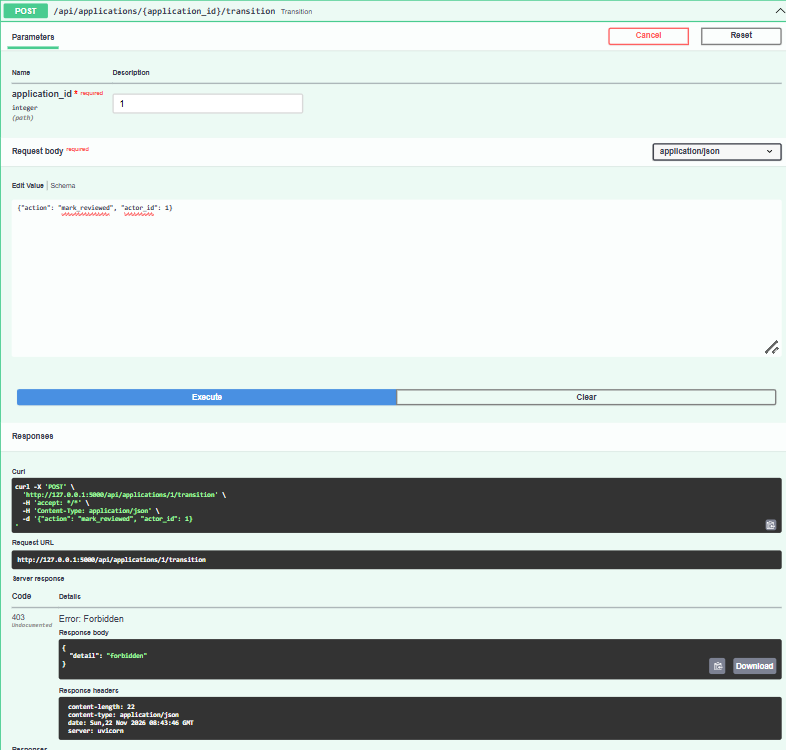 POST /api/applications/{application_id}/transition Transition
Parameters
Cancel
Reset
Name Description
application_id * required
integer
(path)
1
Request body required
application/json
Edit Value | Schema
{"action": "mark_reviewed", "actor_id": 1}
Execute
Clear
Responses
Curl
curl -X 'POST' \
'http://127.0.0.1:5000/api/applications/1/transition' \
-H 'accept: */*' \
-H 'Content-Type: application/json' \
-d '{"action": "mark_reviewed", "actor_id": 1}
'
Request URL
http://127.0.0.1:5000/api/applications/1/transition
Server response
Code Details
403
Undocumented
Error: Forbidden
Response body
{
"detail": "forbidden"
}
Download
Response headers
content-length: 22
content-type: application/json
date: Sun,22 Nov 2026 08:43:46 GMT
server: uvicorn
Responses